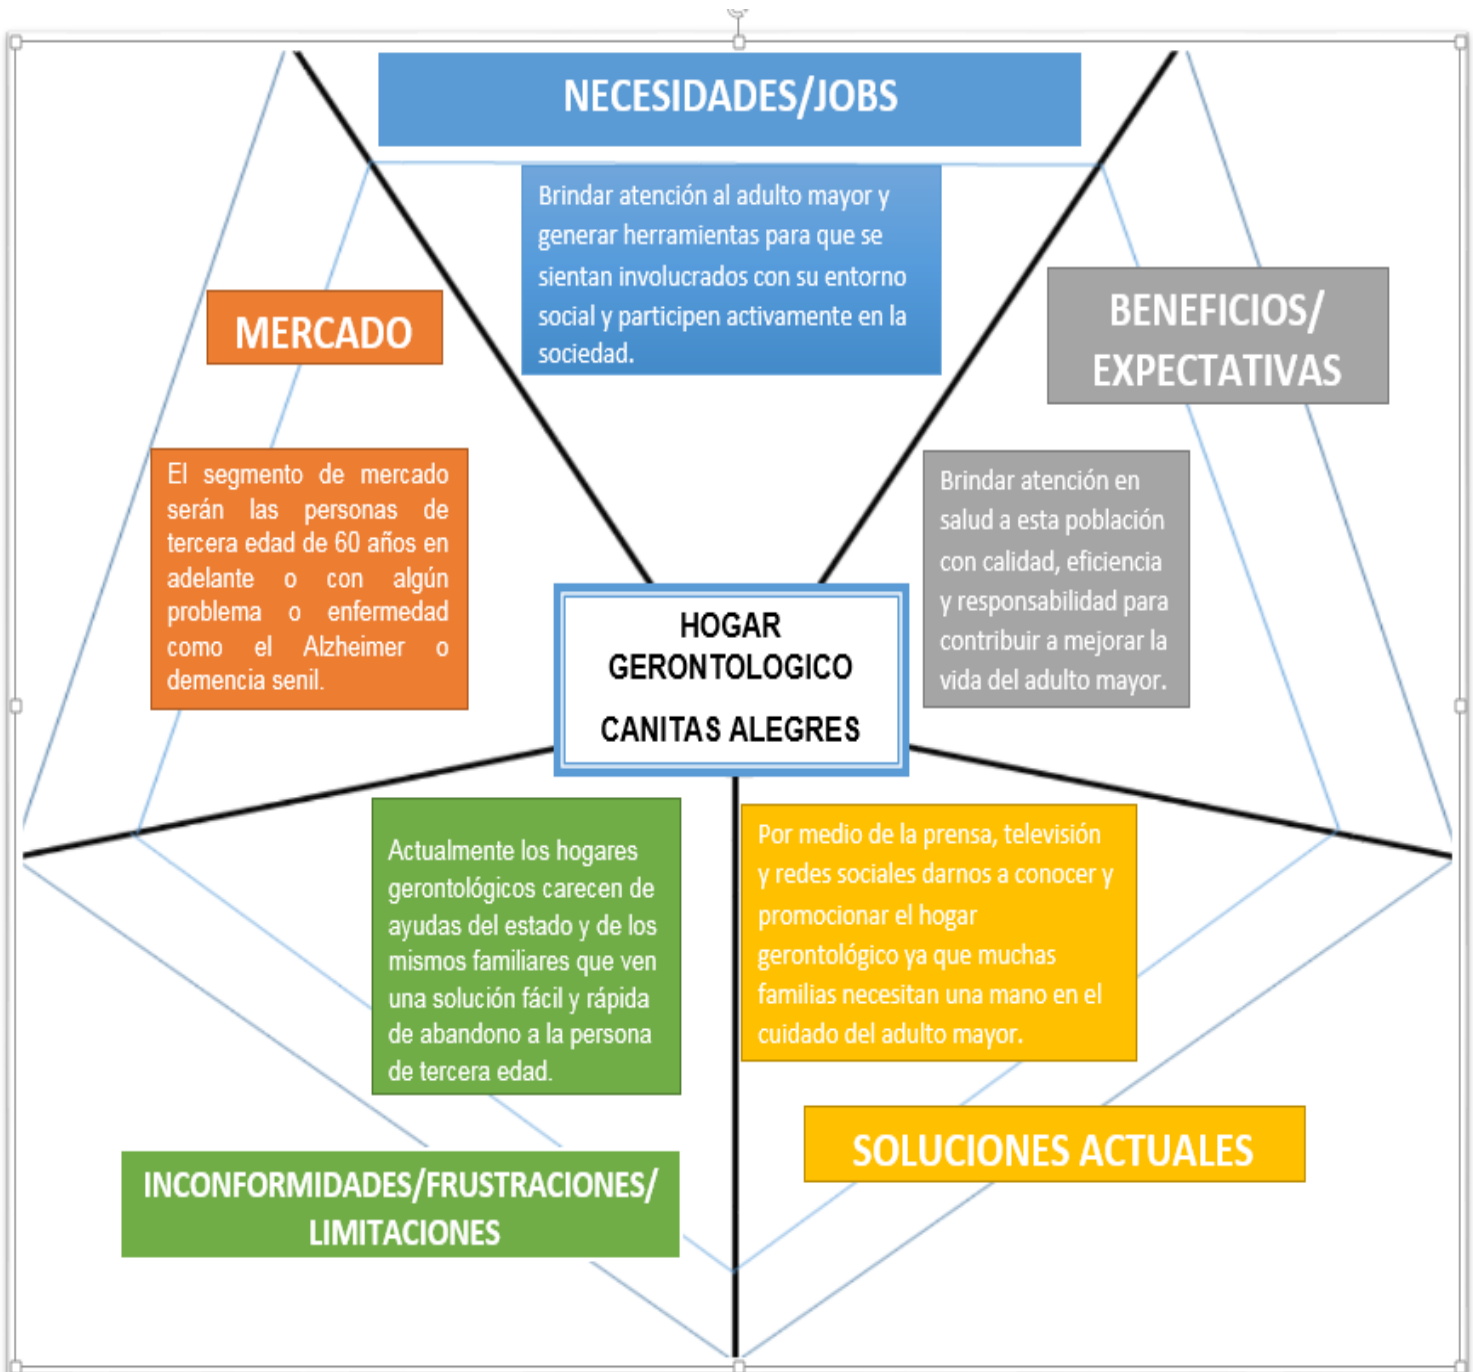 NECESIDADES/JOBS
Brindar atención al adulto mayor y
generar herramientas para que se
sientan involucrados con su entorno
social y participen activamente en la
sociedad.
MERCADO
El segmento de mercado
serán las personas de
tercera edad de 60 años en
adelante o con algún
problema o enfermedad
como el Alzheimer o
demencia senil.
BENEFICIOS/
EXPECTATIVAS
Brindar atención en
salud a esta población
con calidad, eficiencia
y responsabilidad para
contribuir a mejorar la
vida del adulto mayor.
HOGAR
GERONTOLOGICO
CANITAS ALEGRES
Actualmente los hogares
gerontológicos carecen de
ayudas del estado y de los
mismos familiares que ven
una solución fácil y rápida
de abandono a la persona
de tercera edad.
INCONFORMIDADES/FRUSTRACIONES/
LIMITACIONES
Por medio de la prensa, televisión
y redes sociales darnos a conocer y
promocionar el hogar
gerontológico ya que muchas
familias necesitan una mano en el
cuidado del adulto mayor.
SOLUCIONES ACTUALES